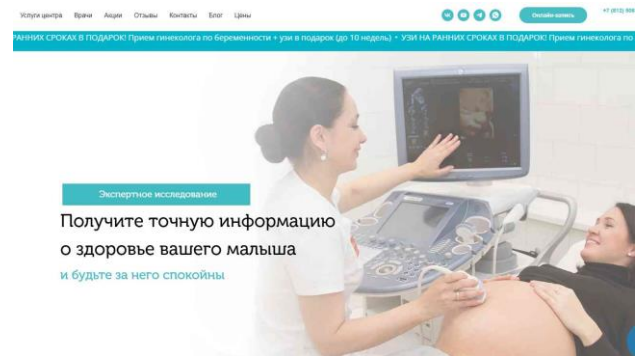 Услуги центра Врачи Акции Отзывы Контакты Блог Цены
Онлайн-запись
+7 (812)
РАННИХ СРОКАХ В ПОДАРОК! Прием гинеколога по беременности + узи в подарок (до 10 недель) • УЗИ НА РАННИХ СРОКАХ В ПОДАРОК! Прием гинеколога по
Экспертное исследование
Получите точную информацию
о здоровье вашего малыша
и будьте за него спокойны